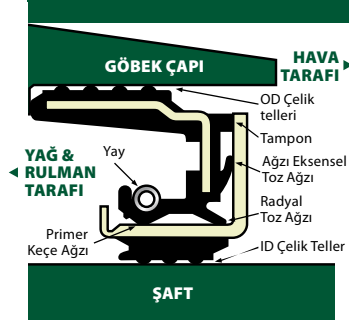 GÖBEK ÇAPI
HAVA
TARAFI
OD Çelik
telleri
Tampon
YAĞ &
RULMAN
TARAFI
Yay
Ağzı Eksensel
Toz Ağzı
Radyal
Toz Ağzı
Primer
Keçe Ağzı
ID Çelik Teller
ŞAFT